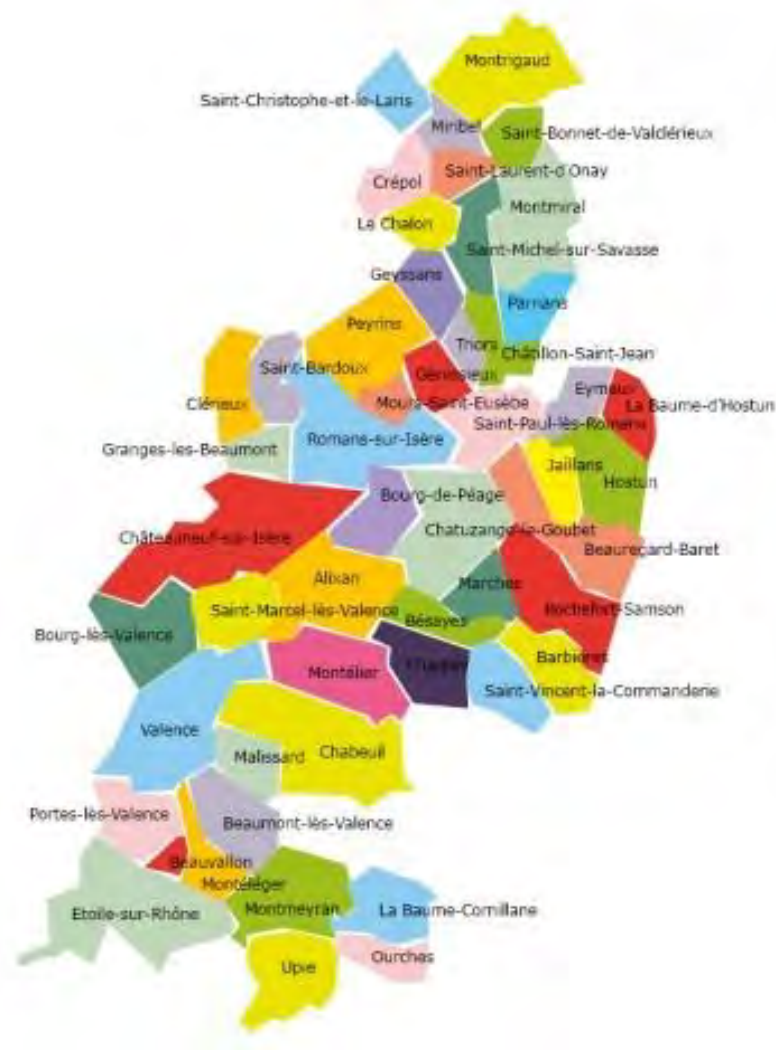 Montrigaud
Saint-Christophe-et-le-Laris
Miribel
Saint-Bonnet-de-Valclérieux
Saint-Laurent-d'Onay
Crépol
Montmiral
Le Chalon
Saint-Michel-sur-Savasse
Geyssans
Parnans
Peyrins
Triors
Châtillon-Saint-Jean
Saint-Bardoux
Génissieux
Eymeux
Clérieux
Mours-Saint-Eusèbe
La Baume-d'Hostun
Saint-Paul-lès-Romans
Romans-sur-Isère
Granges-les-Beaumont
Jaillans
Hostun
Bourg-de-Péage
Chatuzange-le-Goubet
Châteauneuf-sur-Isère
Beauregard-Baret
Alixan
Marches
Saint-Marcel-lès-Valence
Rochefort-Samson
Bésayes
Bourg-lès-Valence
Barbières
Montélier
Saint-Vincent-la-Commanderie
Valence
Chabeuil
Malissard
Portes-lès-Valence
Beaumont-lès-Valence
Beauvallon
Montéléger
Montmeyran
La Baume-Cornillane
Etoile-sur-Rhône
Ourches
Upie